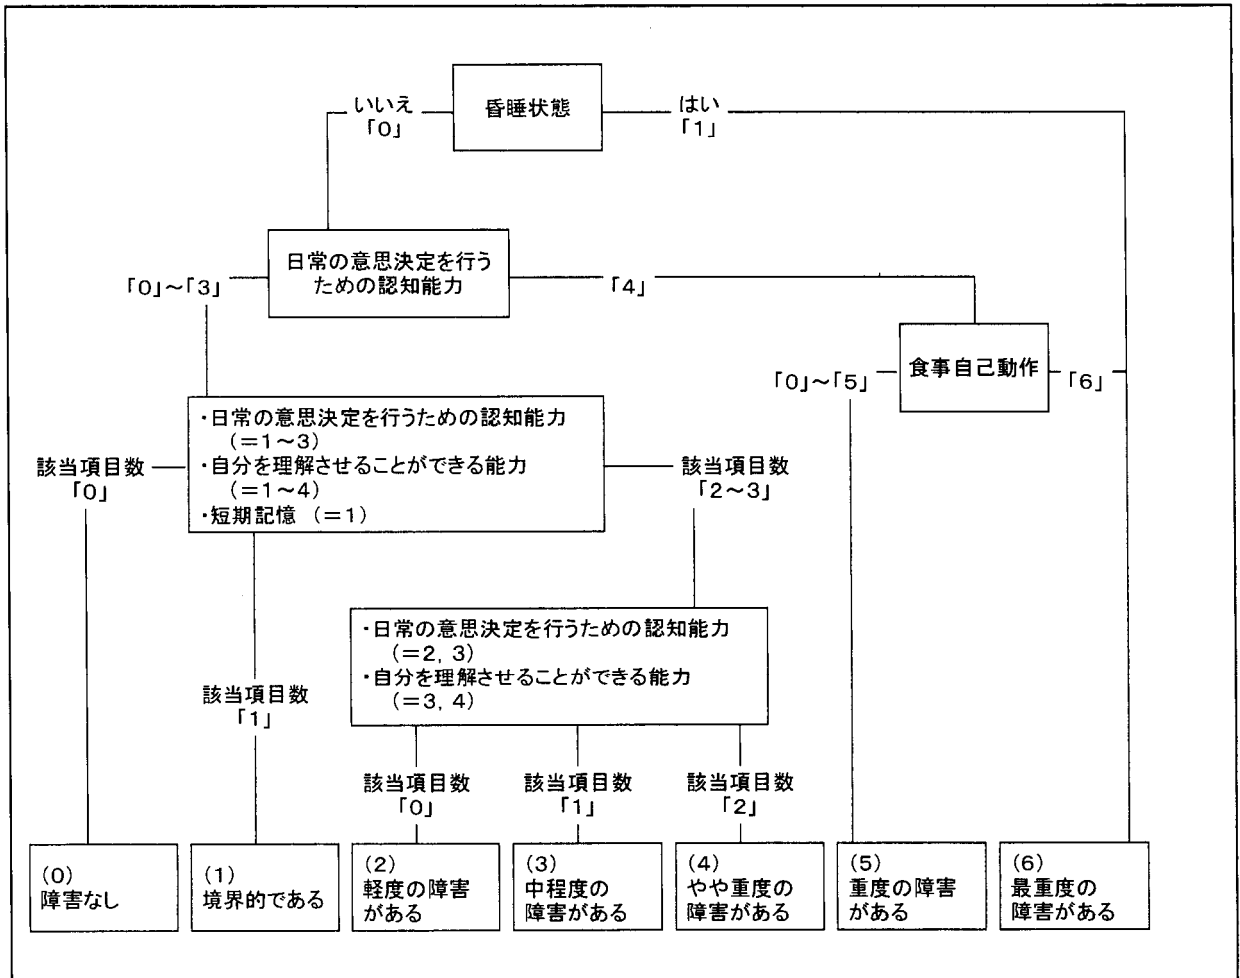 昏睡状態
いいえ
「0」
はい
「1」
日常の意思決定を行う
ための認知能力
「0」～「3」
「4」
食事自己動作
「0」～「5」
「6」
・日常の意思決定を行うための認知能力
（＝1～3）
・自分を理解させることができる能力
（＝1～4）
・短期記憶 （＝1）
該当項目数
「0」
該当項目数
「2～3」
・日常の意思決定を行うための認知能力
（＝2, 3）
・自分を理解させることができる能力
（＝3, 4）
該当項目数
「1」
該当項目数
「0」
該当項目数
「1」
該当項目数
「2」
（0）
障害なし
（1）
境界的である
（2）
軽度の障害
がある
（3）
中程度の
障害がある
（4）
やや重度の
障害がある
（5）
重度の障害
がある
（6）
最重度の
障害がある